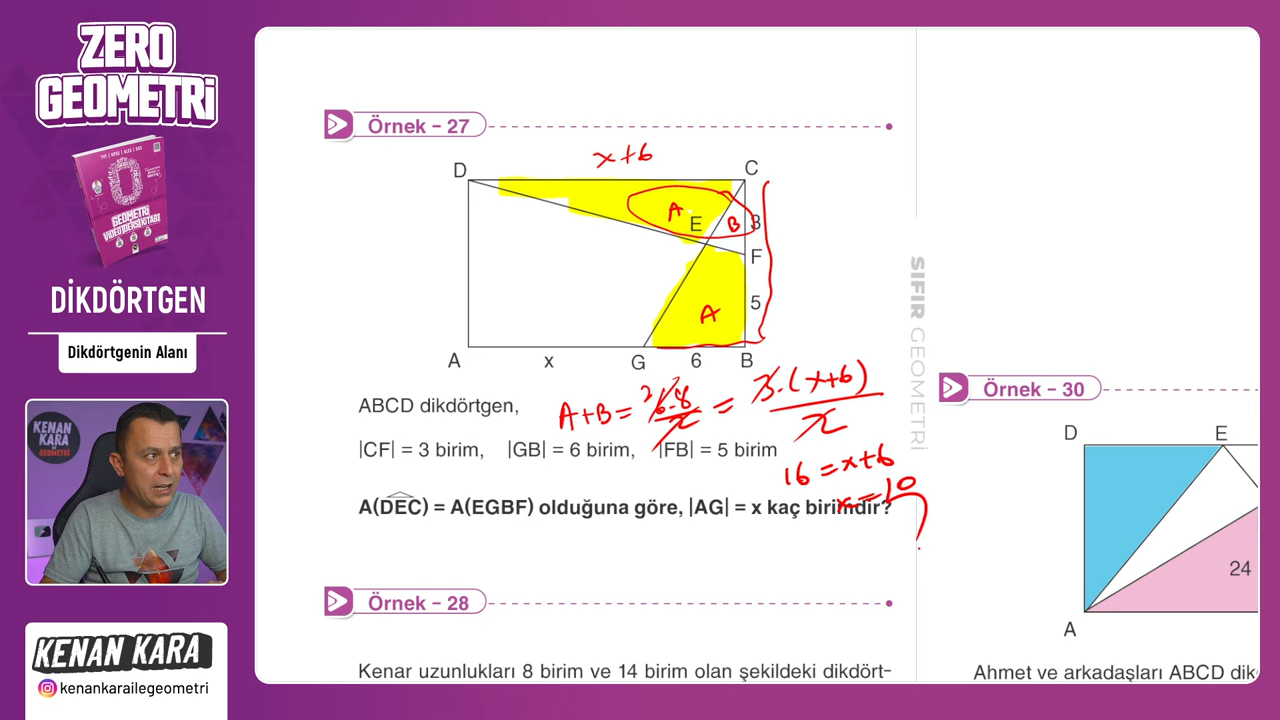 ZERO
GEOMETRi
GEOMETRi
VİDEO DERS KİTABI
DİKDÖRTGEN
Dikdörtgenin Alanı
KENAN
KARA
KENAN KARA
kenankarailegeometri
Örnek – 27
x+6
D
C
A
E
B
3
F
5
A
A
x
G
6
B
ABCD dikdörtgen,
A+B = 6.8/2 = 3.(x+6)/2
|CF| = 3 birim, |GB| = 6 birim, |FB| = 5 birim
16 = x+6
x = 10
A(DEC) = A(EGBF) olduğuna göre, |AG| = x kaç birimdir?
Örnek – 28
Kenar uzunlukları 8 birim ve 14 birim olan şekildeki dikdört-
SIFIR GEOMETRİ
Örnek – 30
D
E
24
A
Ahmet ve arkadaşları ABCD dik